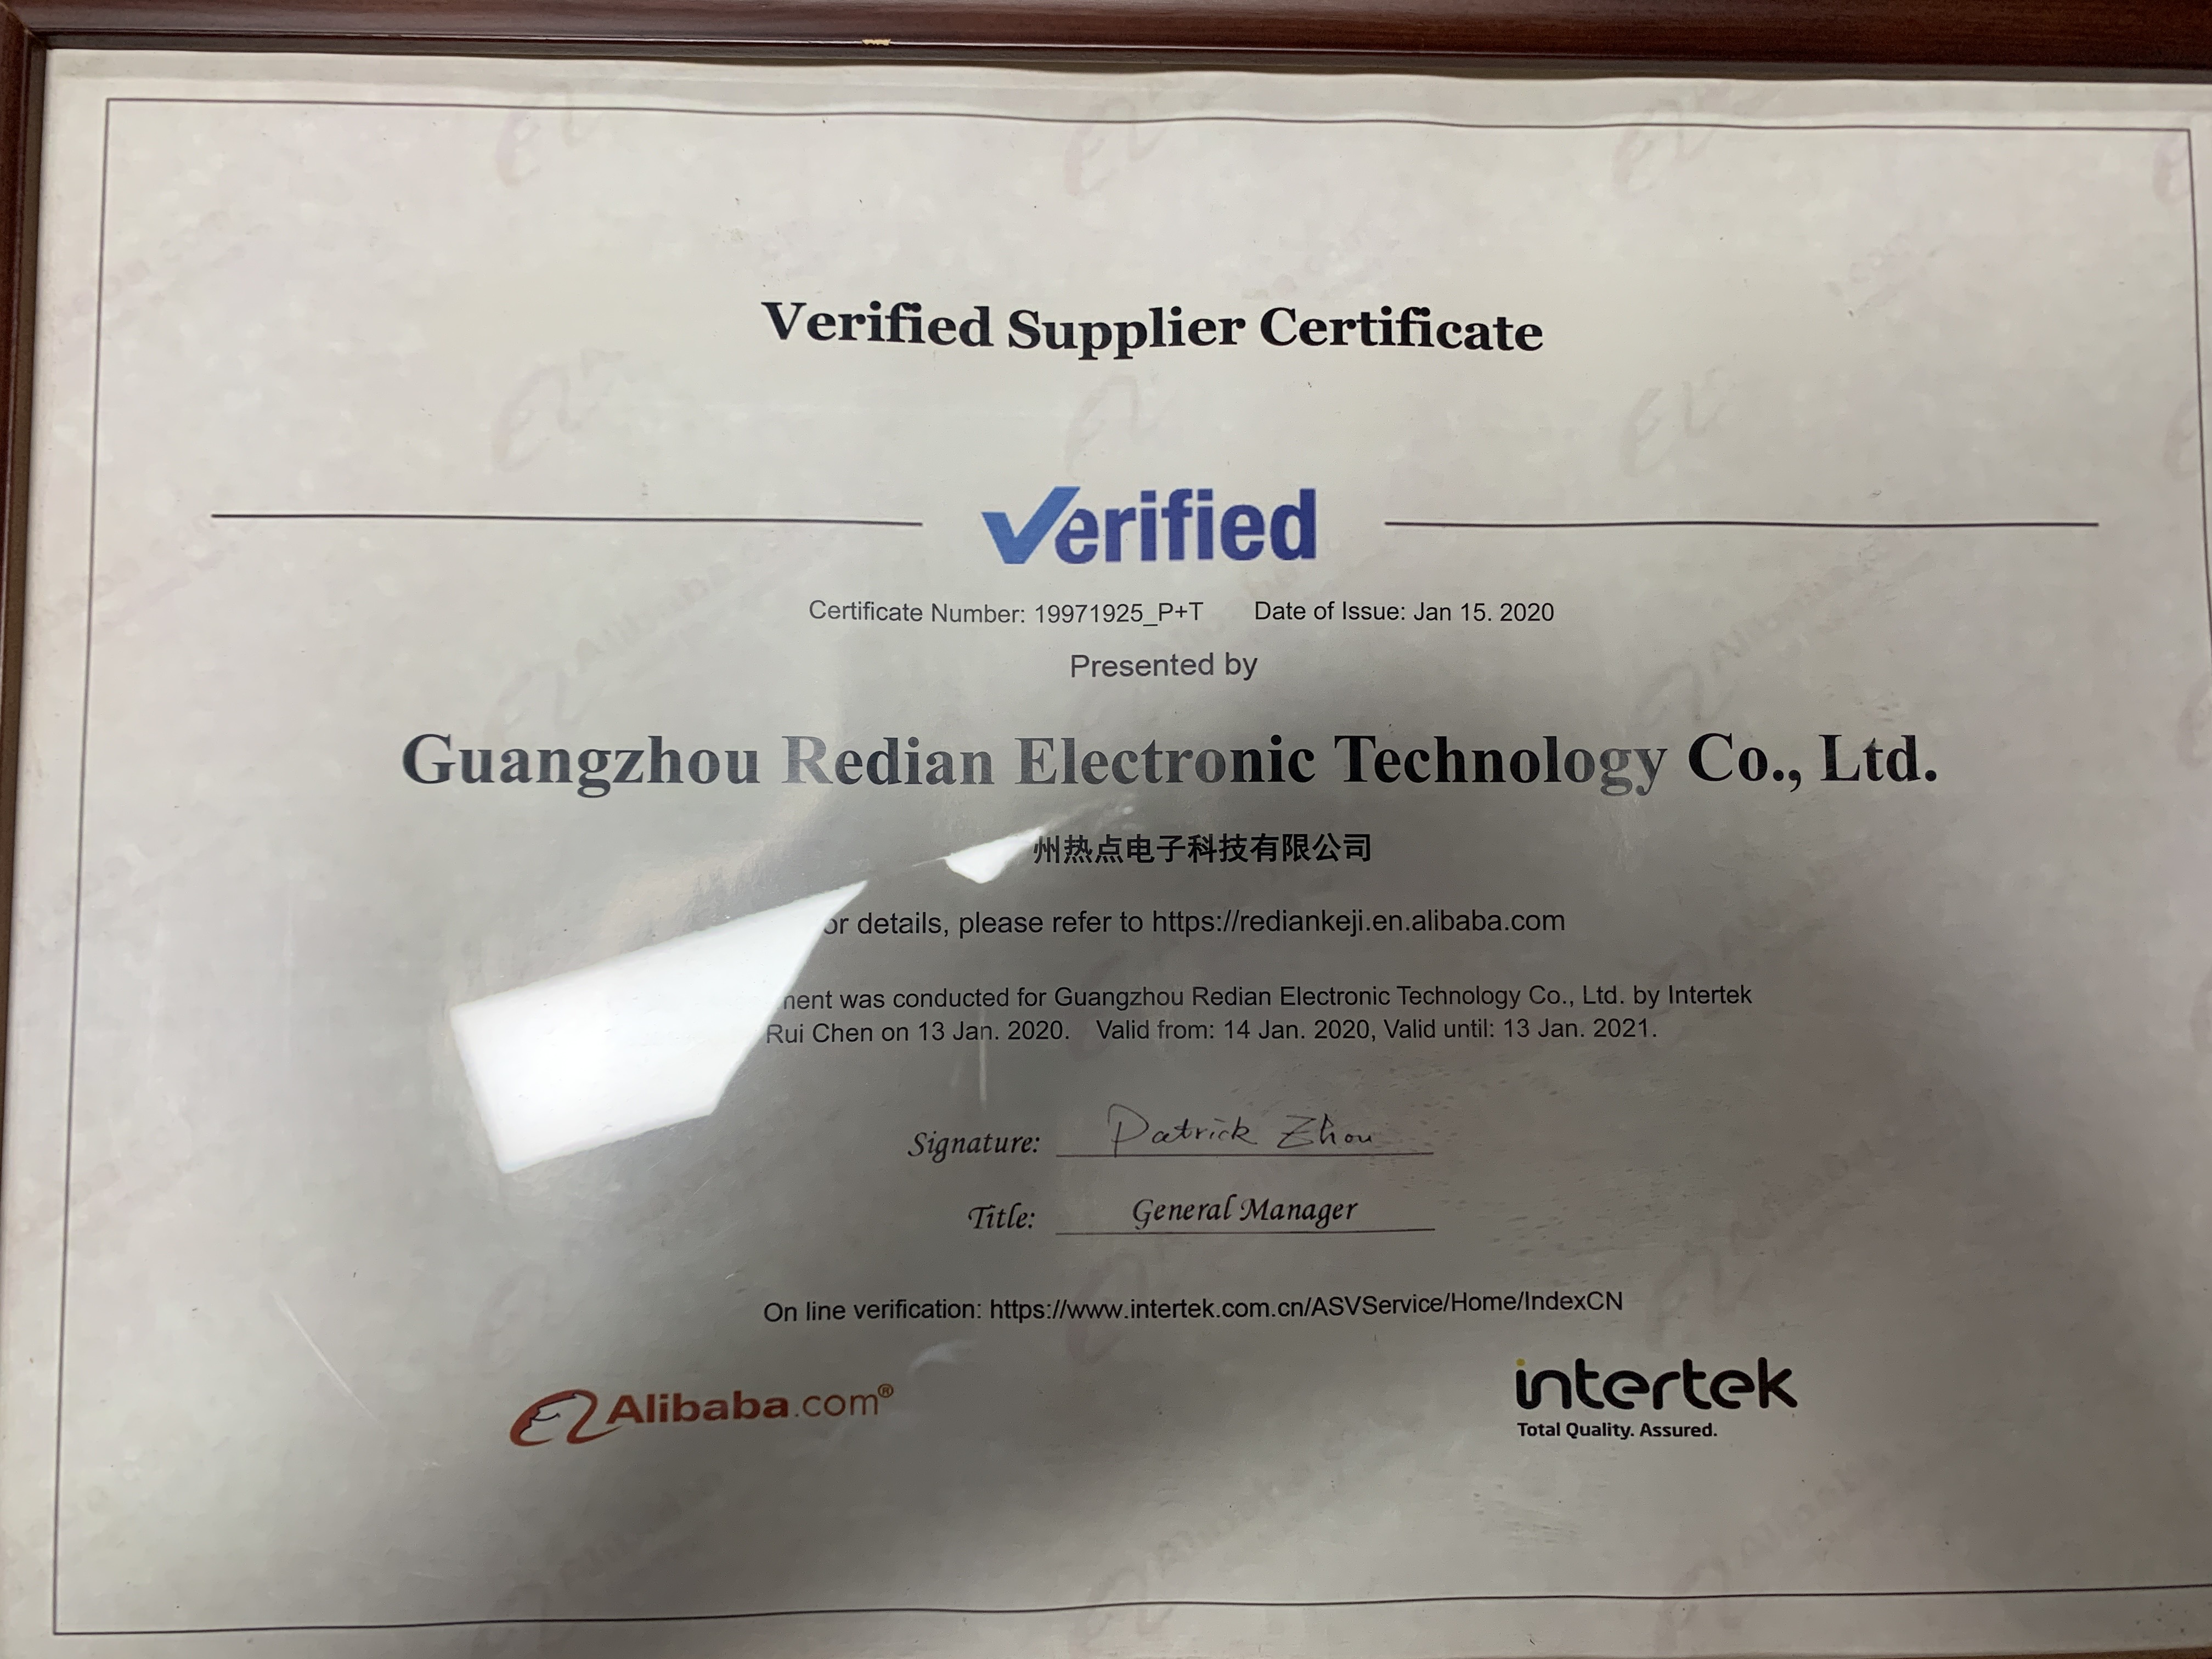 Verified Supplier Certificate
Verified
Certificate Number: 19971925_P+T Date of Issue: Jan 15. 2020
Presented by
Guangzhou Redian Electronic Technology Co., Ltd.
州热点电子科技有限公司
details, please refer to https://rediankeji.en.alibaba.com
was conducted for Guangzhou Redian Electronic Technology Co., Ltd. by Intertek
Rui Chen on 13 Jan. 2020. Valid from: 14 Jan. 2020, Valid until: 13 Jan. 2021.
Signature: Patrick Zhou
Title: General Manager
On line verification: https://www.intertek.com.cn/ASVService/Home/IndexCN
Alibaba.com®
intertek
Total Quality. Assured.